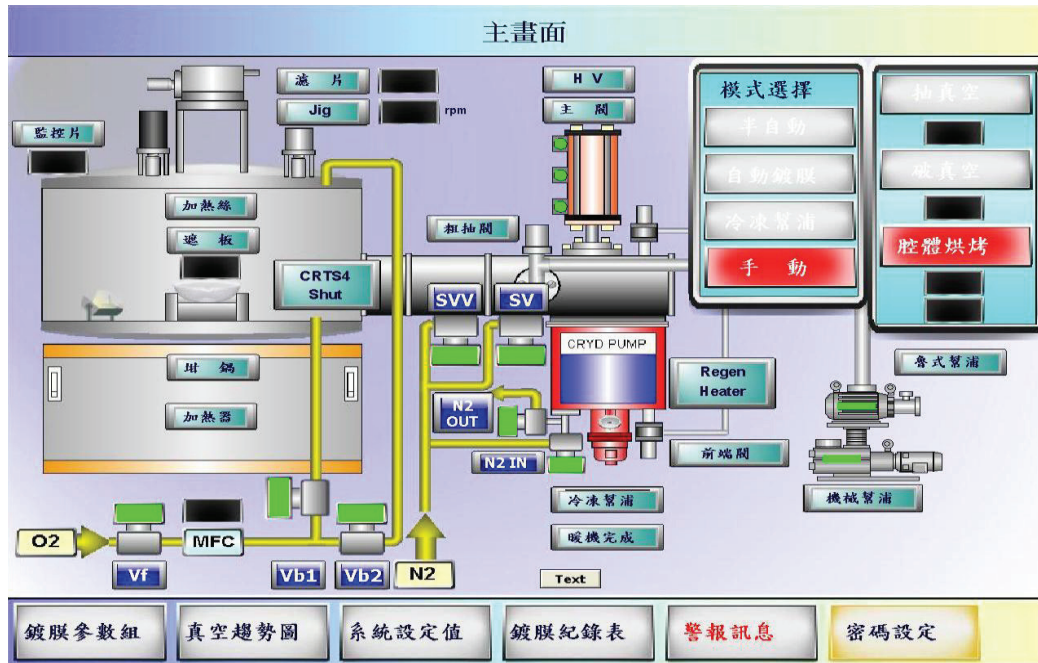 主畫面
濾 片
Jig
rpm
監控片
H V
主 閥
模式選擇
半自動
自動鍍膜
冷凍幫浦
手 動
抽真空
破真空
腔體烘烤
加熱絲
遮 板
CRTS4
Shut
粗抽閥
SVV
SV
CRYD PUMP
Regen
Heater
N2
OUT
N2 IN
前端閥
魯式幫浦
機械幫浦
坩 鍋
加熱器
冷凍幫浦
暖機完成
O2
MFC
Vf
Vb1
Vb2
N2
Text
鍍膜參數組
真空趨勢圖
系統設定值
鍍膜紀錄表
警報訊息
密碼設定